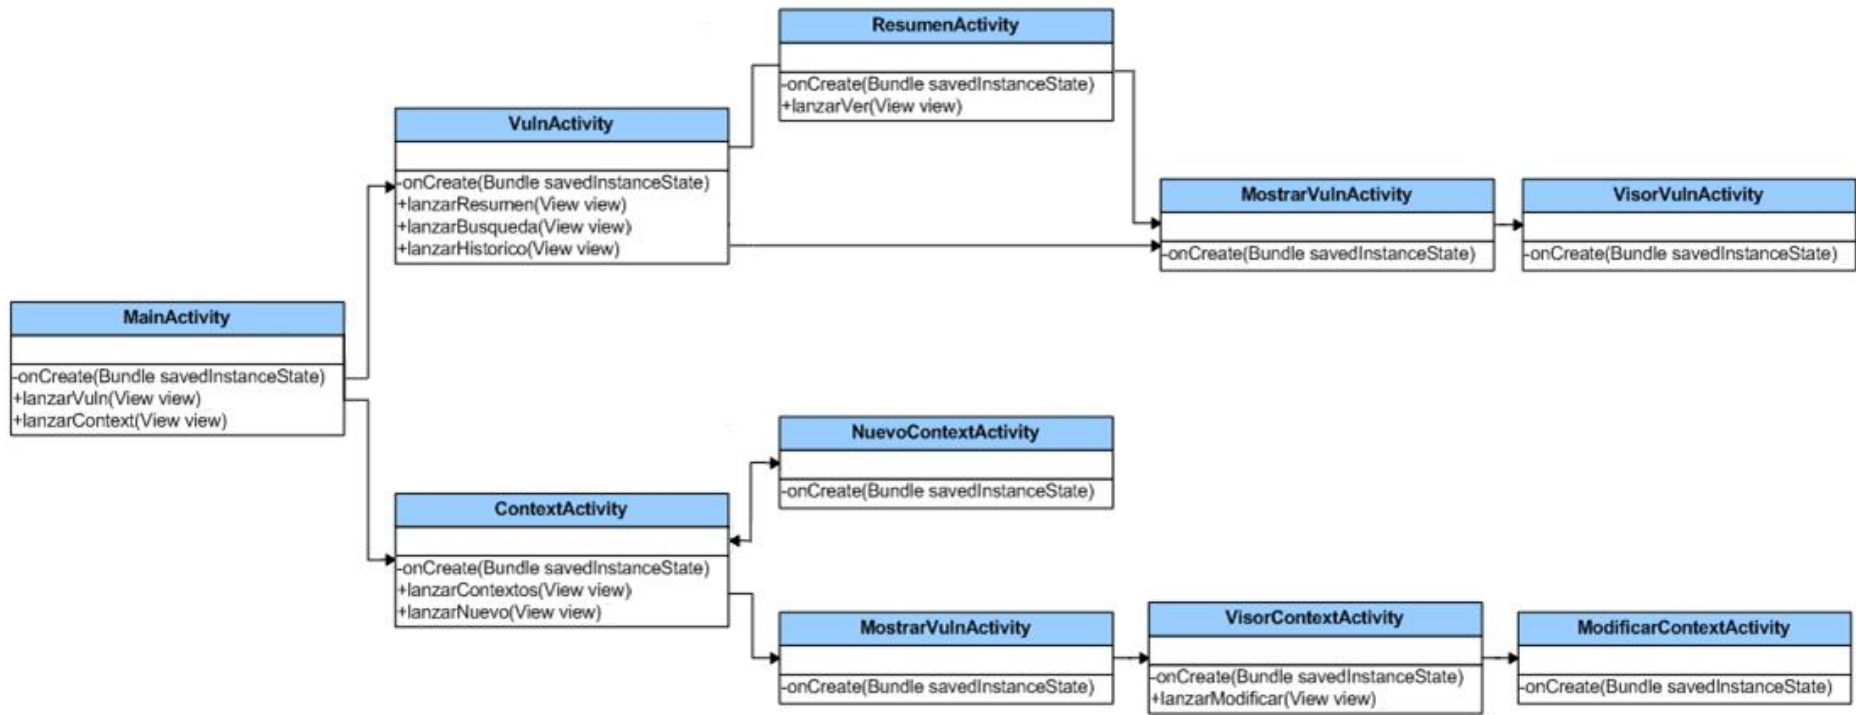 ResumenActivity
-onCreate(Bundle savedInstanceState)
+lanzarVer(View view)
VulnActivity
-onCreate(Bundle savedInstanceState)
+lanzarResumen(View view)
+lanzarBusqueda(View view)
+lanzarHistorico(View view)
MostrarVulnActivity
-onCreate(Bundle savedInstanceState)
VisorVulnActivity
-onCreate(Bundle savedInstanceState)
MainActivity
-onCreate(Bundle savedInstanceState)
+lanzarVuln(View view)
+lanzarContext(View view)
NuevoContextActivity
-onCreate(Bundle savedInstanceState)
ContextActivity
-onCreate(Bundle savedInstanceState)
+lanzarContextos(View view)
+lanzarNuevo(View view)
MostrarVulnActivity
-onCreate(Bundle savedInstanceState)
VisorContextActivity
-onCreate(Bundle savedInstanceState)
+lanzarModificar(View view)
ModificarContextActivity
-onCreate(Bundle savedInstanceState)